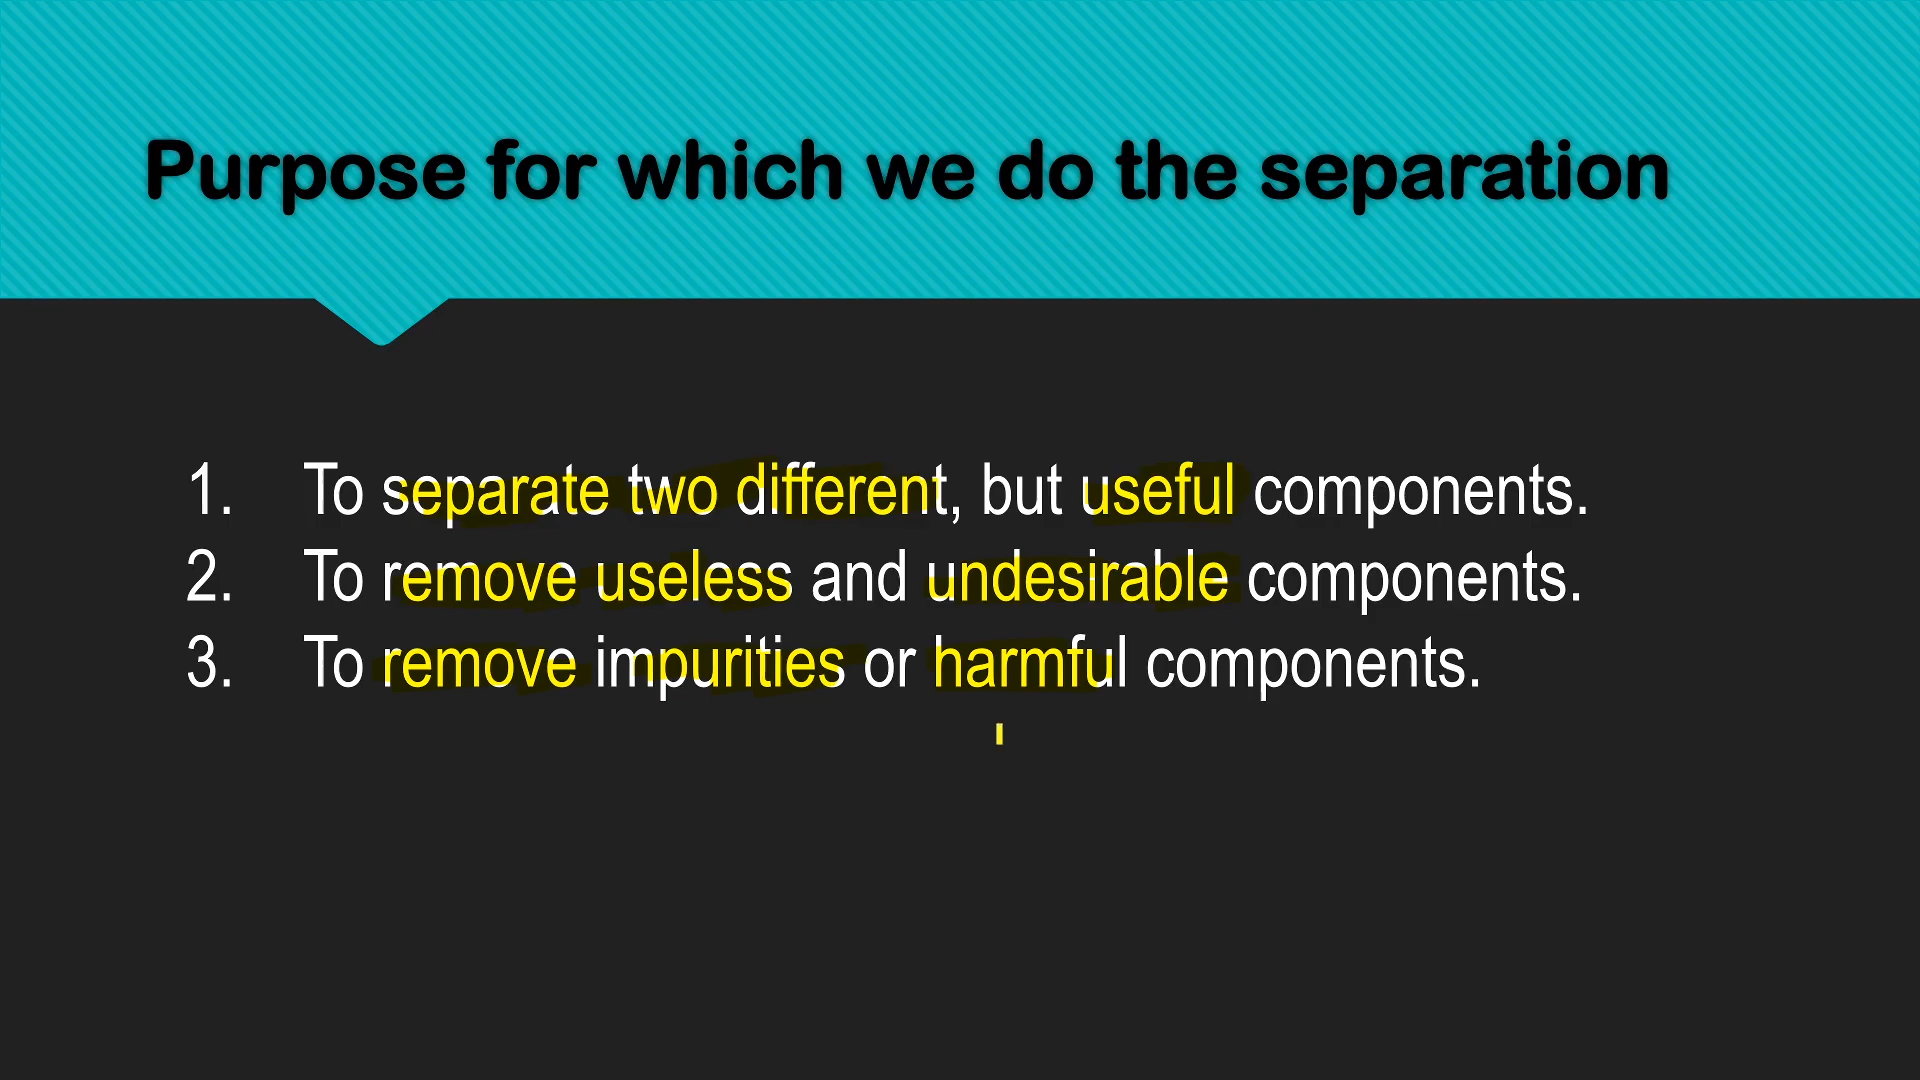 Purpose for which we do the separation
1. To separate two different, but useful components.
2. To remove useless and undesirable components.
3. To remove impurities or harmful components.